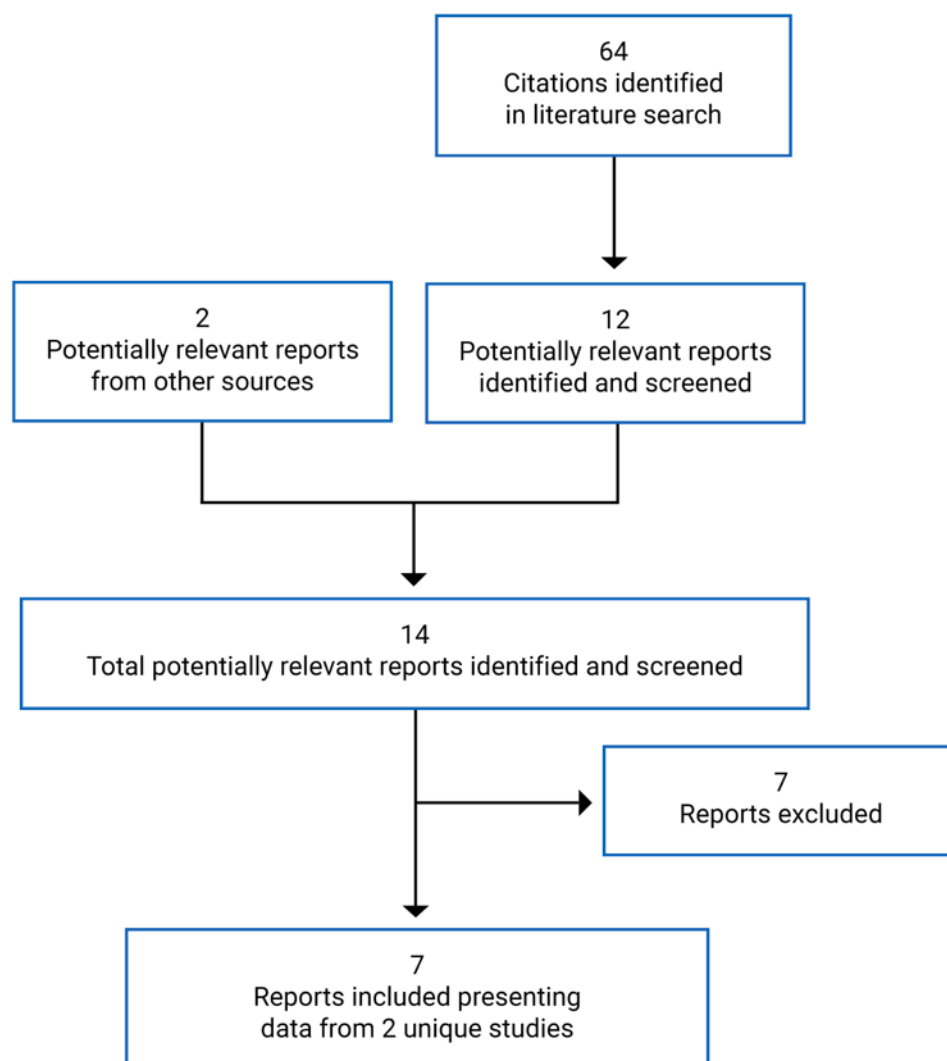 64
Citations identified
in literature search
2
Potentially relevant reports
from other sources
12
Potentially relevant reports
identified and screened
14
Total potentially relevant reports identified and screened
7
Reports excluded
7
Reports included presenting
data from 2 unique studies